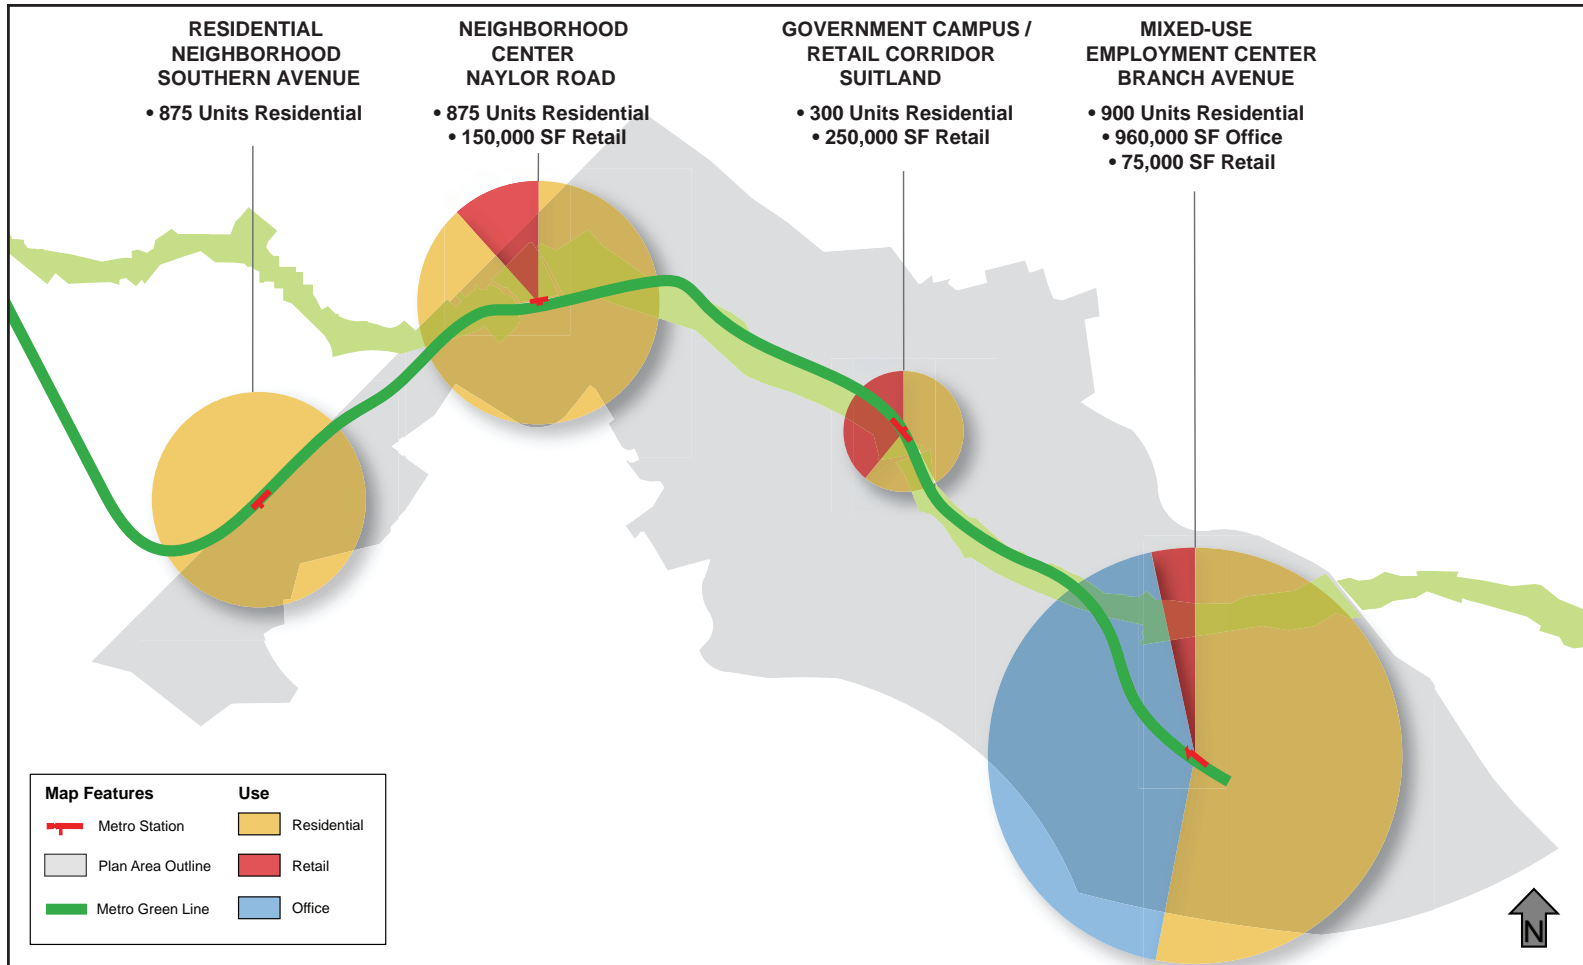 RESIDENTIAL
NEIGHBORHOOD
SOUTHERN AVENUE
• 875 Units Residential
NEIGHBORHOOD
CENTER
NAYLOR ROAD
• 875 Units Residential
• 150,000 SF Retail
GOVERNMENT CAMPUS /
RETAIL CORRIDOR
SUITLAND
• 300 Units Residential
• 250,000 SF Retail
MIXED-USE
EMPLOYMENT CENTER
BRANCH AVENUE
• 900 Units Residential
• 960,000 SF Office
• 75,000 SF Retail
Map Features
Metro Station
Plan Area Outline
Metro Green Line
Use
Residential
Retail
Office
N